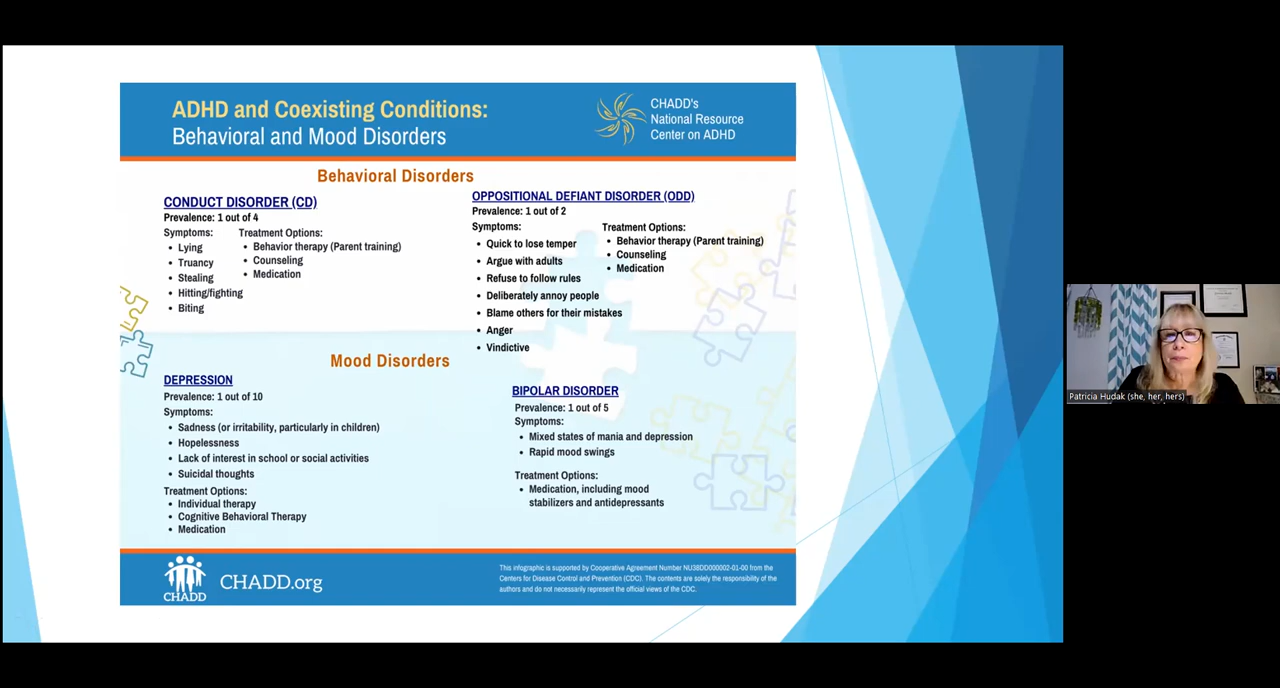 ADHD and Coexisting Conditions:
Behavioral and Mood Disorders
CHADD's
National Resource
Center on ADHD
Behavioral Disorders
CONDUCT DISORDER (CD)
Prevalence: 1 out of 4
Symptoms:
• Lying
• Truancy
• Stealing
• Hitting/fighting
• Biting
Treatment Options:
• Behavior therapy (Parent training)
• Counseling
• Medication
OPPOSITIONAL DEFIANT DISORDER (ODD)
Prevalence: 1 out of 2
Symptoms:
• Quick to lose temper
• Argue with adults
• Refuse to follow rules
• Deliberately annoy people
• Blame others for their mistakes
• Anger
• Vindictive
Treatment Options:
• Behavior therapy (Parent training)
• Counseling
• Medication
Mood Disorders
DEPRESSION
Prevalence: 1 out of 10
Symptoms:
• Sadness (or irritability, particularly in children)
• Hopelessness
• Lack of interest in school or social activities
• Suicidal thoughts
Treatment Options:
• Individual therapy
• Cognitive Behavioral Therapy
• Medication
BIPOLAR DISORDER
Prevalence: 1 out of 5
Symptoms:
• Mixed states of mania and depression
• Rapid mood swings
Treatment Options:
• Medication, including mood
stabilizers and antidepressants
CHADD
CHADD.org
This infographic is supported by Cooperative Agreement Number NU38DD000002-01-00 from the
Centers for Disease Control and Prevention (CDC). The contents are solely the responsibility of the
authors and do not necessarily represent the official views of the CDC.
Patricia Hudak (she, her, hers)